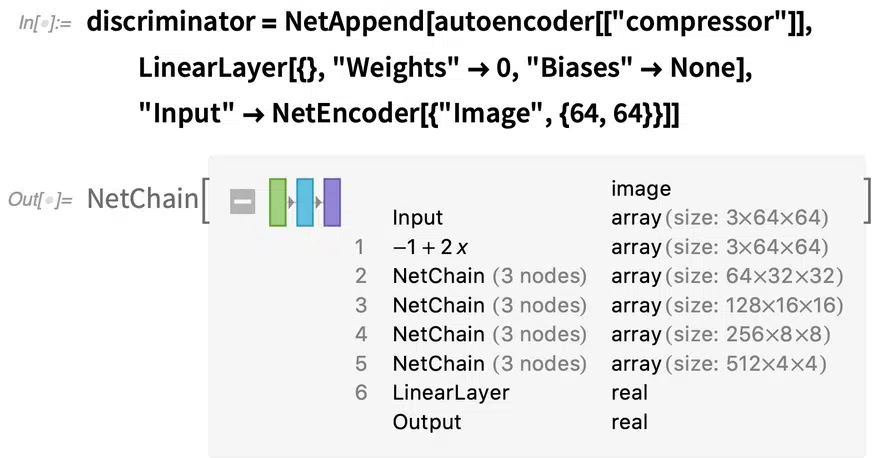 In[●]:= discriminator = NetAppend[autoencoder[["compressor"]],
LinearLayer[{}, "Weights" → 0, "Biases" → None],
"Input" → NetEncoder[{"Image", {64, 64}}]]
Out[●]= NetChain[
image
Input array (size: 3×64×64)
1 −1 + 2 x array (size: 3×64×64)
2 NetChain (3 nodes) array (size: 64×32×32)
3 NetChain (3 nodes) array (size: 128×16×16)
4 NetChain (3 nodes) array (size: 256×8×8)
5 NetChain (3 nodes) array (size: 512×4×4)
6 LinearLayer real
Output real
]